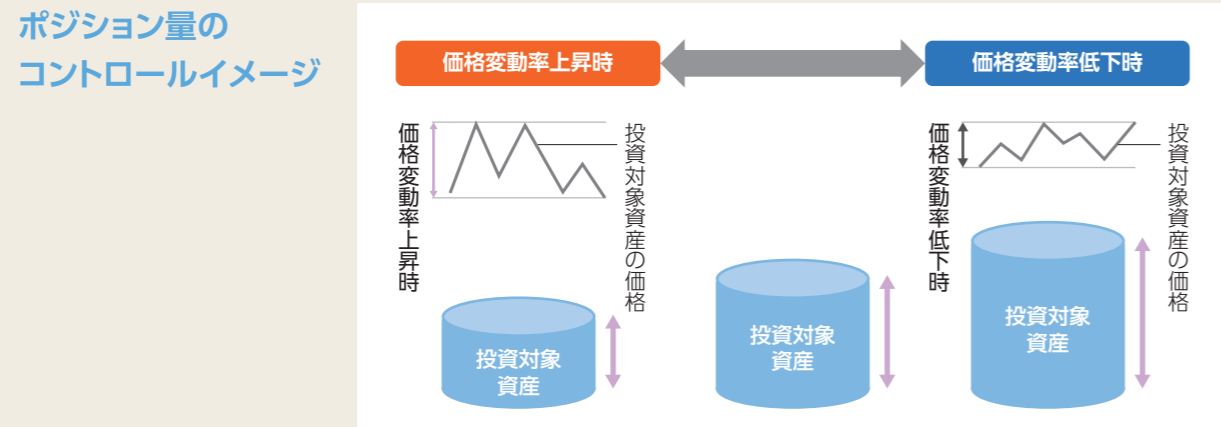 ポジション量の
コントロールイメージ
価格変動率上昇時
価格変動率低下時
価格変動率上昇時
投資対象資産の価格
価格変動率低下時
投資対象資産の価格
投資対象
資産
投資対象
資産
投資対象
資産